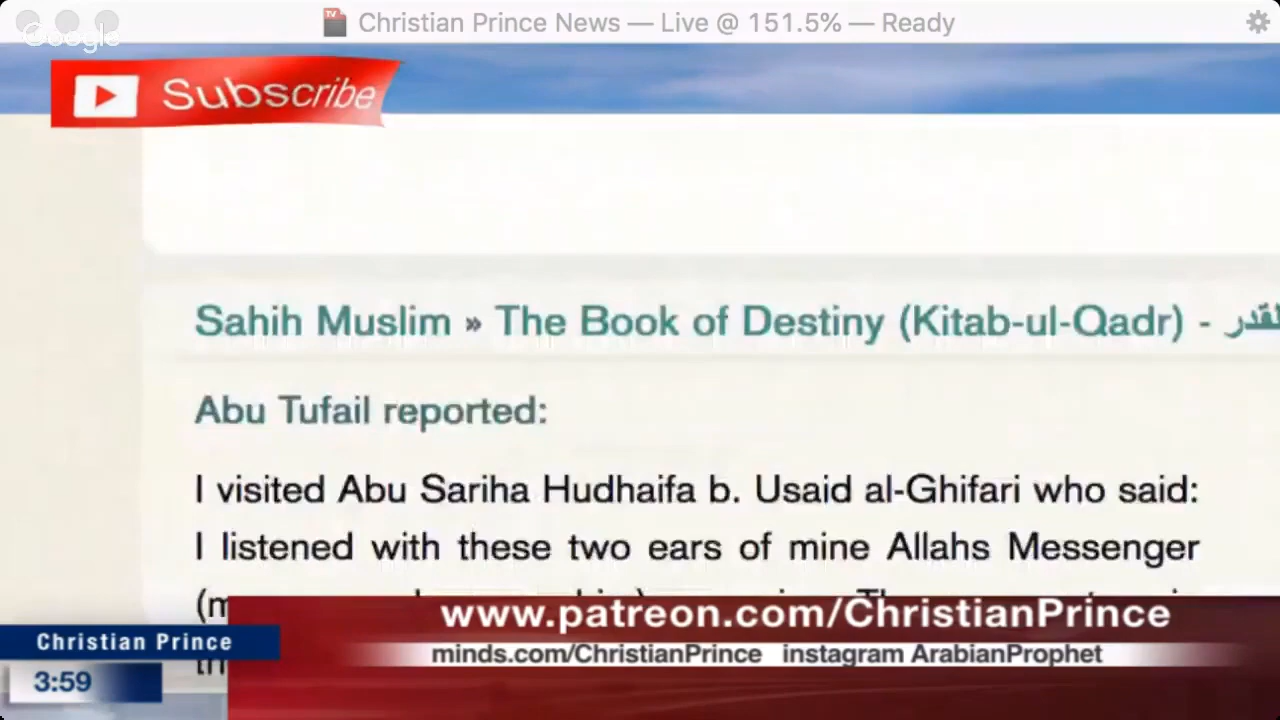 Christian Prince News — Live @ 151.5% — Ready
Google
Subscribe
Sahih Muslim » The Book of Destiny (Kitab-ul-Qadr) -
Abu Tufail reported:
I visited Abu Sariha Hudhaifa b. Usaid al-Ghifari who said:
I listened with these two ears of mine Allahs Messenger
www.patreon.com/ChristianPrince
Christian Prince
minds.com/ChristianPrince instagram ArabianProphet
3:59